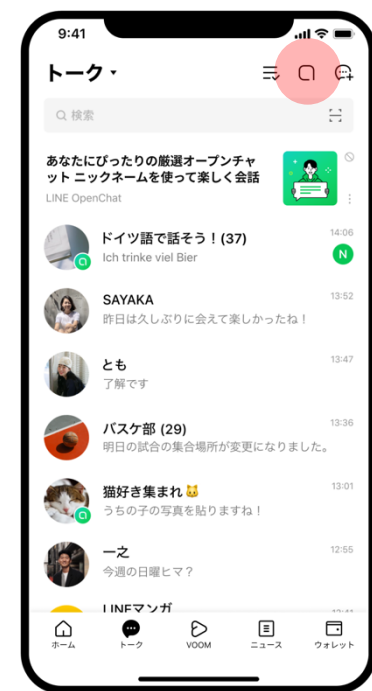 9:41
トーク
検索
あなたにぴったりの厳選オープンチャ
ット ニックネームを使って楽しく会話
LINE OpenChat
ドイツ語で話そう！(37)
14:06
Ich trinke viel Bier
N
SAYAKA
13:52
昨日は久しぶりに会えて楽しかったね！
とも
13:47
了解です
バスケ部 (29)
13:36
明日の試合の集合場所が変更になりました。
猫好き集まれ🐱
13:01
うちの子の写真を貼りますね！
一之
12:55
今週の日曜ヒマ？
LINEマンガ
ホーム
トーク
VOOM
ニュース
ウォレット